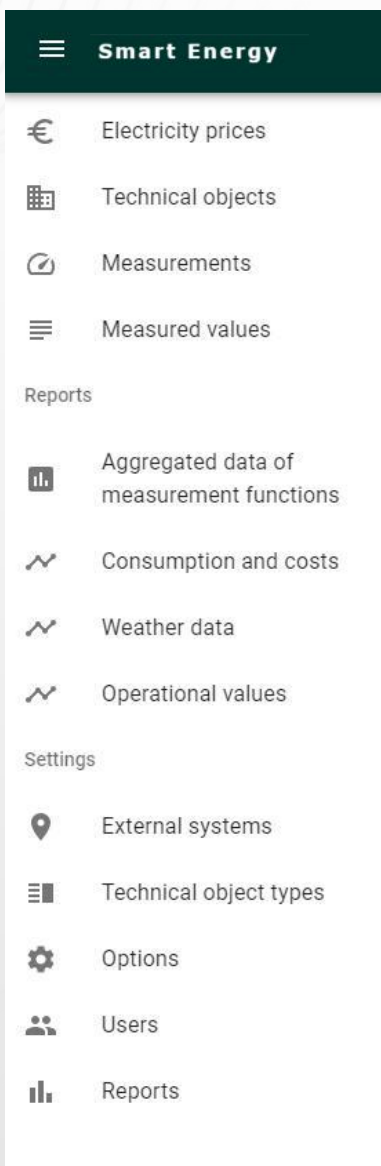 Smart Energy
Electricity prices
Technical objects
Measurements
Measured values
Reports
Aggregated data of
measurement functions
Consumption and costs
Weather data
Operational values
Settings
External systems
Technical object types
Options
Users
Reports